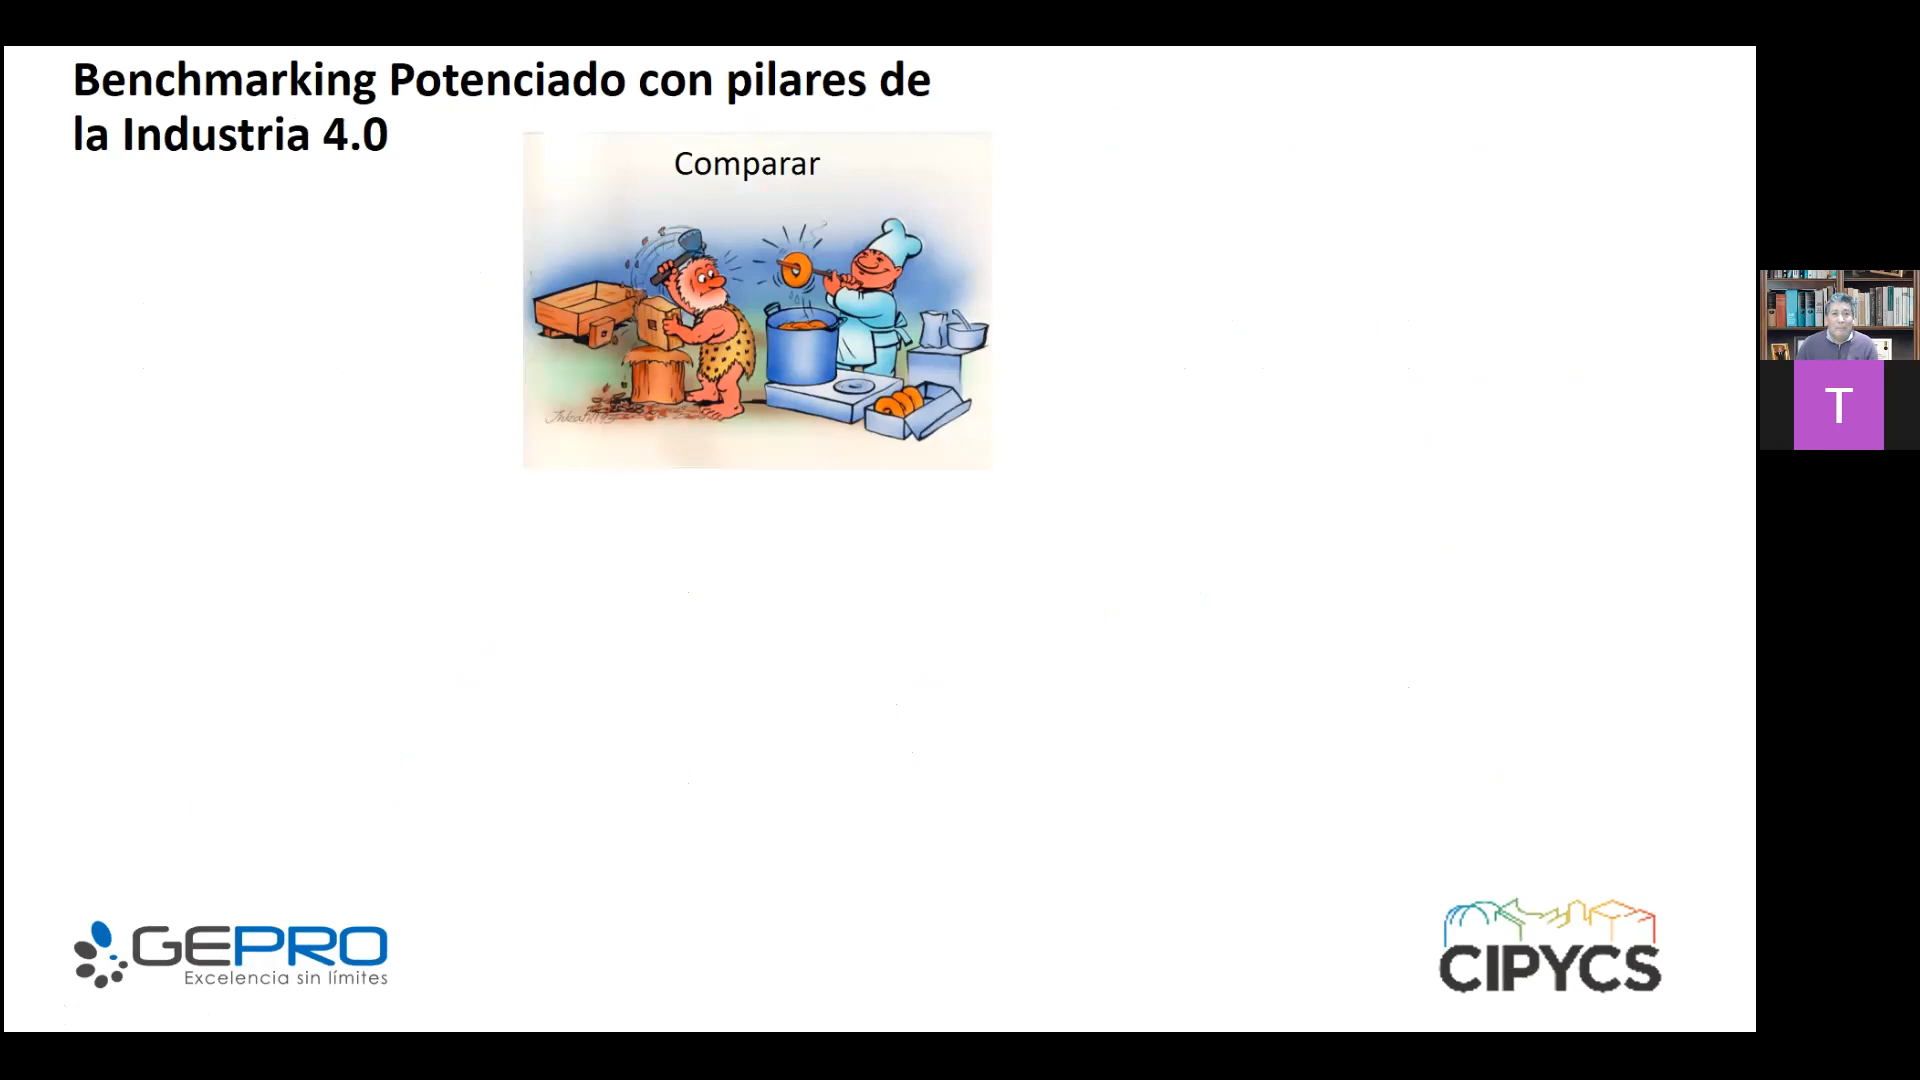 Benchmarking Potenciado con pilares de
la Industria 4.0
Comparar
T
GEPRO
Excelencia sin límites
CIPYCS